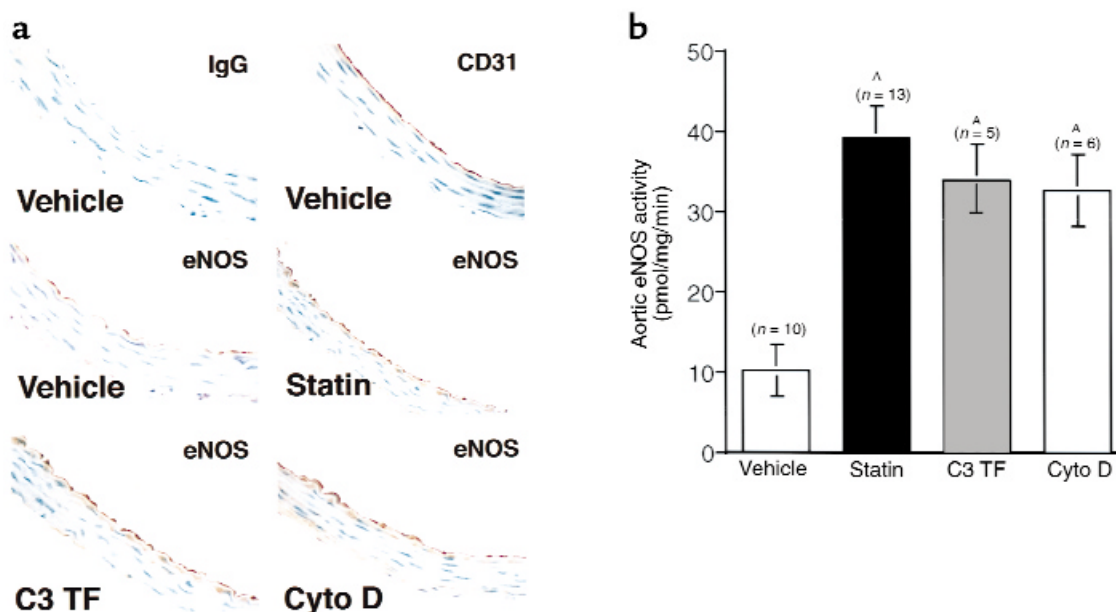 a
IgG
Vehicle
CD31
Vehicle
eNOS
Vehicle
eNOS
Statin
eNOS
C3 TF
eNOS
Cyto D
b
Aortic eNOS activity
(pmol/mg/min)
50
40
30
20
10
0
(n = 10)
A
(n = 13)
A
(n = 5)
A
(n = 6)
Vehicle Statin C3 TF Cyto D